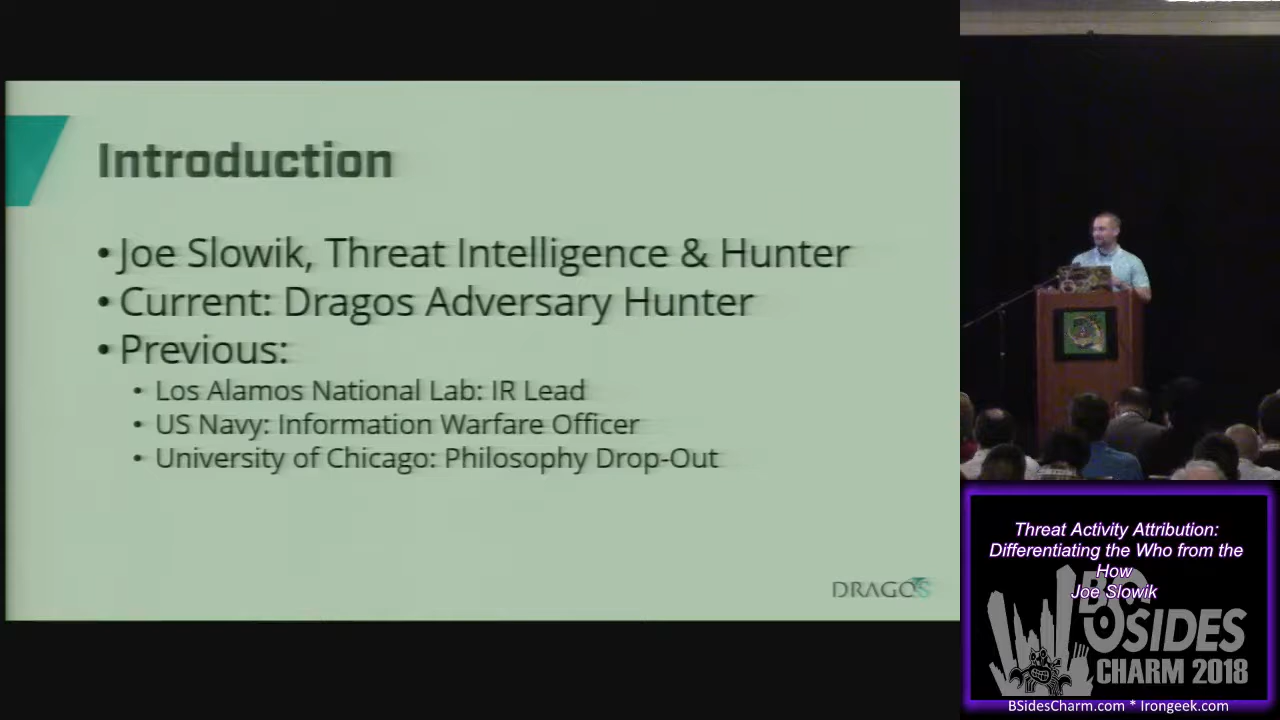 Introduction
• Joe Slowik, Threat Intelligence & Hunter
• Current: Dragos Adversary Hunter
• Previous:
• Los Alamos National Lab: IR Lead
• US Navy: Information Warfare Officer
• University of Chicago: Philosophy Drop-Out
DRAGOS
Threat Activity Attribution:
Differentiating the Who from the
How
Joe Slowik
BSIDES
CHARM 2018
BSidesCharm.com * Irongeek.com